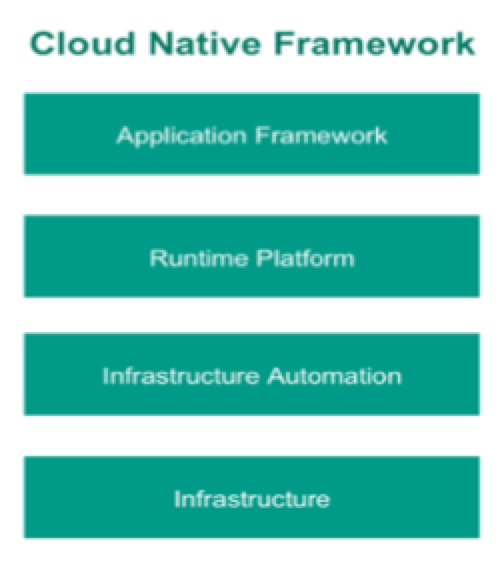 Cloud Native Framework
Application Framework
Runtime Platform
Infrastructure Automation
Infrastructure